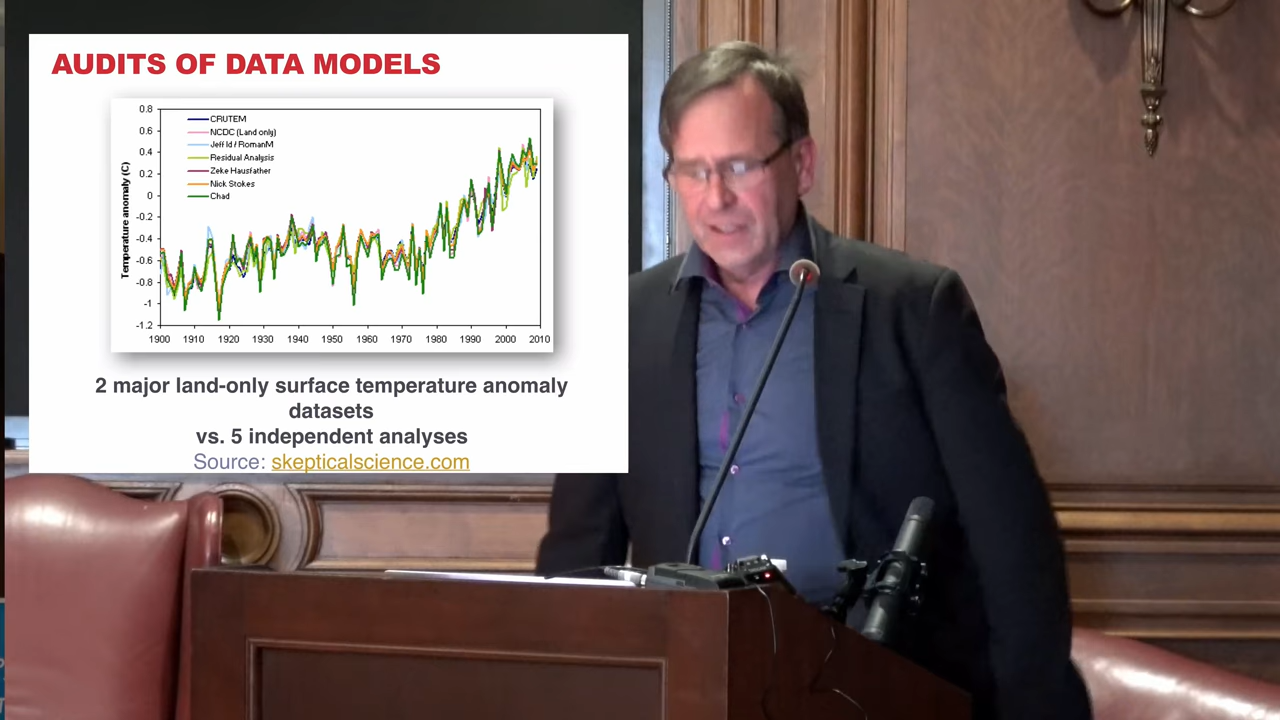 AUDITS OF DATA MODELS
0.8
0.6
0.4
0.2
0
-0.2
-0.4
-0.6
-0.8
-1
-1.2
Temperature anomaly (C)
CRUTEM
NCDC (Land only)
Jeff Id / RomanM
Residual Analysis
Zeke Hausfather
Nick Stokes
Chad
1900 1910 1920 1930 1940 1950 1960 1970 1980 1990 2000 2010
2 major land-only surface temperature anomaly
datasets
vs. 5 independent analyses
Source: skepticalscience.com